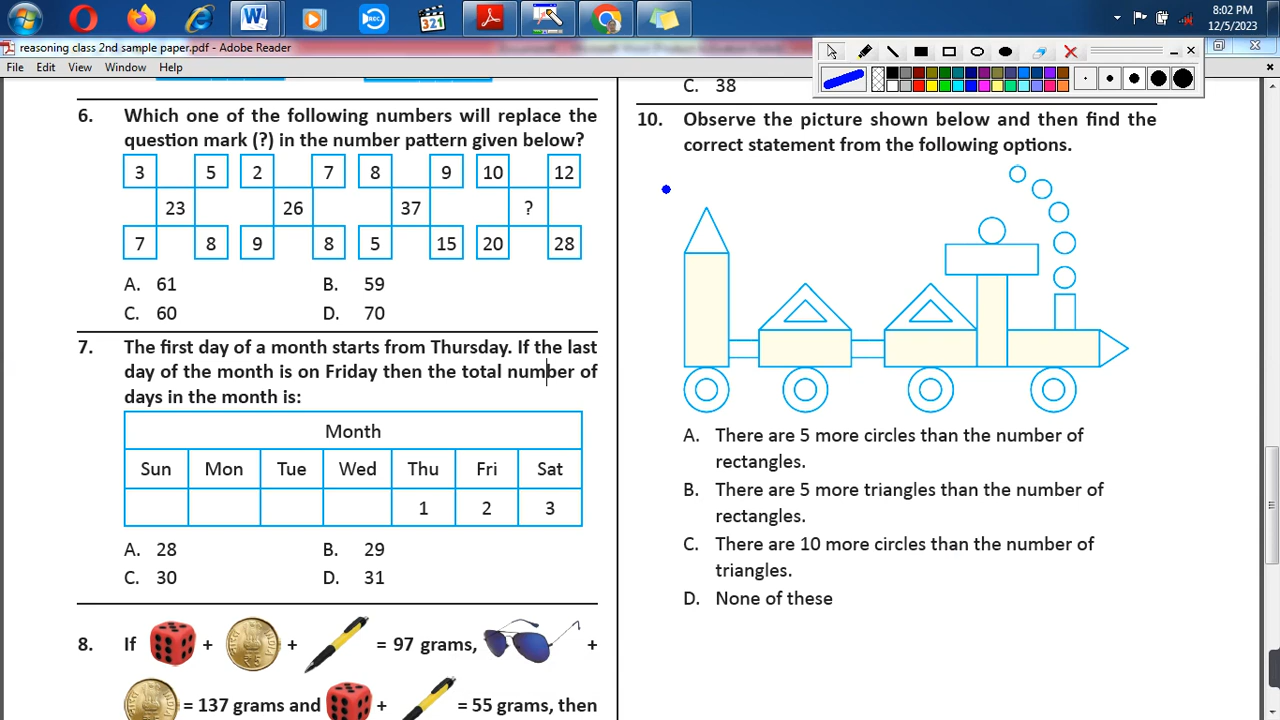 8:02 PM
12/5/2023
reasoning class 2nd sample paper.pdf - Adobe Reader
File Edit View Window Help
6. Which one of the following numbers will replace the
question mark (?) in the number pattern given below?
3 5 2 7 8 9 10 12
23 26 37 ?
7 8 9 8 5 15 20 28
A. 61 B. 59
C. 60 D. 70
7. The first day of a month starts from Thursday. If the last
day of the month is on Friday then the total number of
days in the month is:
Month
Sun Mon Tue Wed Thu Fri Sat
1 2 3
A. 28 B. 29
C. 30 D. 31
8. If + + = 97 grams, +
= 137 grams and + = 55 grams, then
C. 38
10. Observe the picture shown below and then find the
correct statement from the following options.
A. There are 5 more circles than the number of
rectangles.
B. There are 5 more triangles than the number of
rectangles.
C. There are 10 more circles than the number of
triangles.
D. None of these